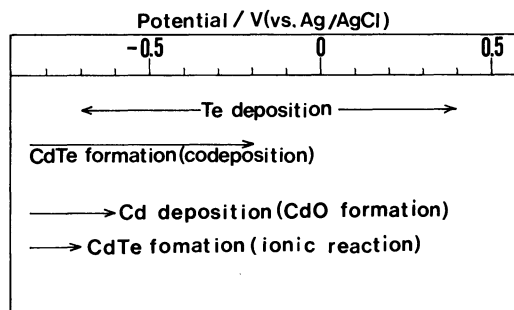 Potential / V(vs. Ag/AgCl)
-0.5 0 0.5
Te deposition
CdTe formation(codeposition)
Cd deposition(CdO formation)
CdTe fomation(ionic reaction)